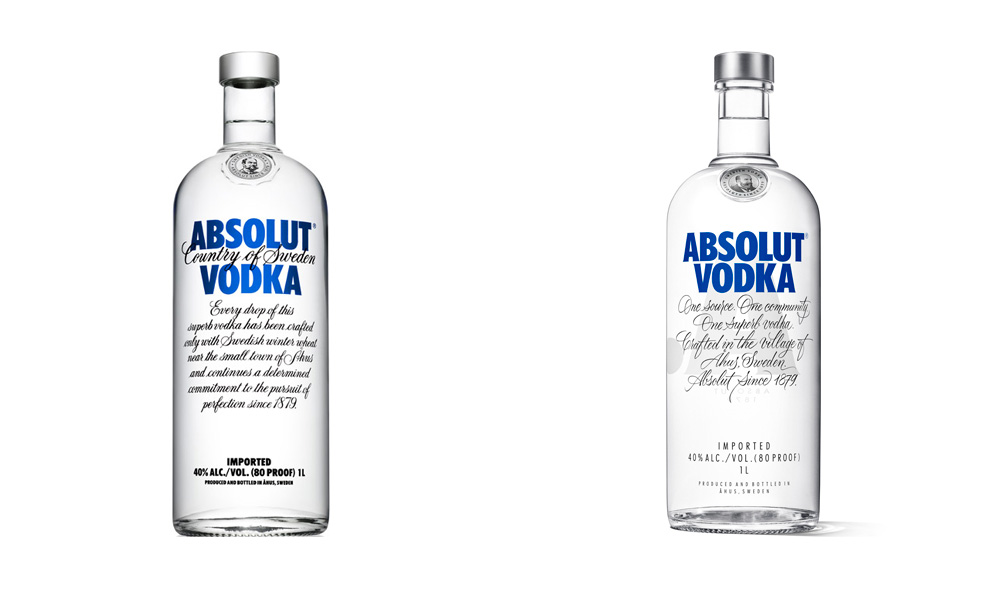 ABSOLUT®
Country of Sweden
VODKA
Every drop of this
superb vodka has been crafted
only with Swedish winter wheat
near the small town of Åhus
and continues a determined
commitment to the pursuit of
perfection since 1879.
IMPORTED
40% ALC./VOL. (80 PROOF) 1L
PRODUCED AND BOTTLED IN ÅHUS, SWEDEN
ABSOLUT®
VODKA
One source. One community.
One superb vodka.
Crafted in the village of
Åhus, Sweden.
Absolut Since 1879.
IMPORTED
40% ALC./VOL. (80 PROOF)
1L
PRODUCED AND BOTTLED IN
ÅHUS, SWEDEN